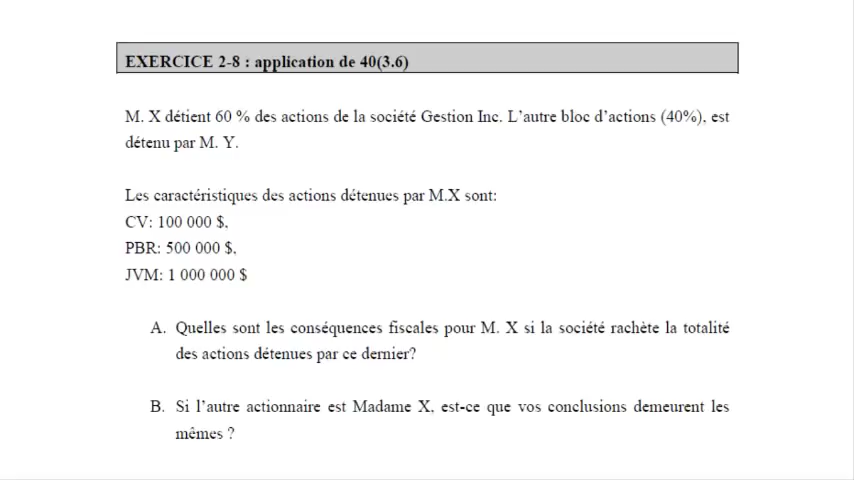 EXERCICE 2-8 : application de 40(3.6)
M. X détient 60 % des actions de la société Gestion Inc. L'autre bloc d'actions (40%), est
détenu par M. Y.
Les caractéristiques des actions détenues par M.X sont:
CV: 100 000 $,
PBR: 500 000 $,
JVM: 1 000 000 $
A. Quelles sont les conséquences fiscales pour M. X si la société rachète la totalité
des actions détenues par ce dernier?
B. Si l'autre actionnaire est Madame X, est-ce que vos conclusions demeurent les
mêmes ?